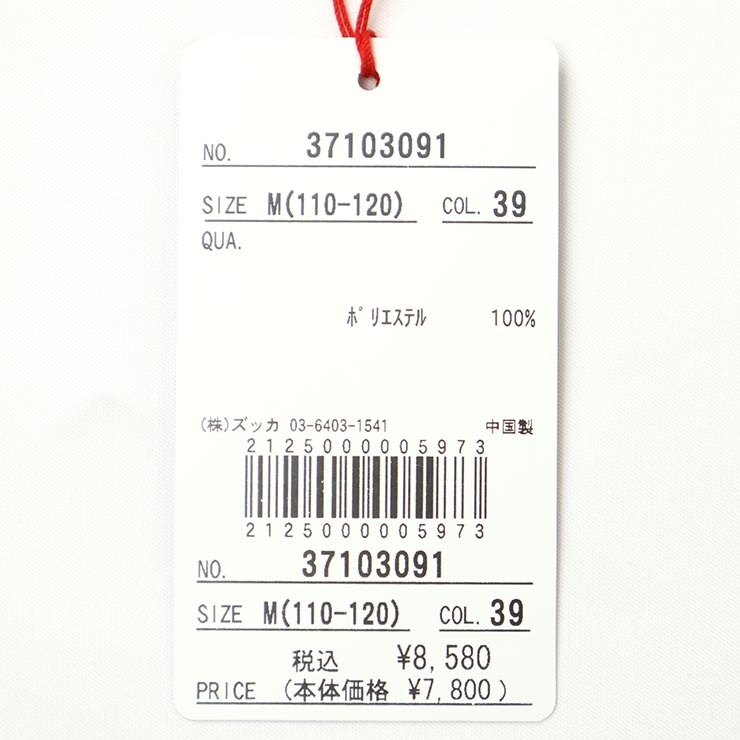 NO. 37103091
SIZE M(110-120) COL. 39
QUA.
ポリエステル 100%
(株)ズッカ 03-6403-1541 中国製
2125000005973
2125000005973
NO. 37103091
SIZE M(110-120) COL. 39
税込 ¥8,580
PRICE (本体価格 ¥7,800)